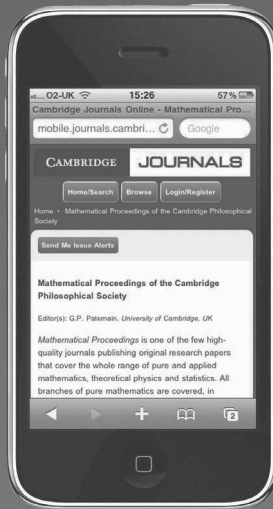 O2-UK 15:26 57%
Cambridge Journals Online - Mathematical Pro...
mobile.journals.cambri... Google
CAMBRIDGE JOURNALS
Home/Search Browse Login/Register
Home • Mathematical Proceedings of the Cambridge Philosophical
Society
Send Me Issue Alerts
Mathematical Proceedings of the Cambridge
Philosophical Society
Editor(s): G.P. Paternain, University of Cambridge, UK
Mathematical Proceedings is one of the few high-
quality journals publishing original research papers
that cover the whole range of pure and applied
mathematics, theoretical physics and statistics. All
branches of pure mathematics are covered, in
2